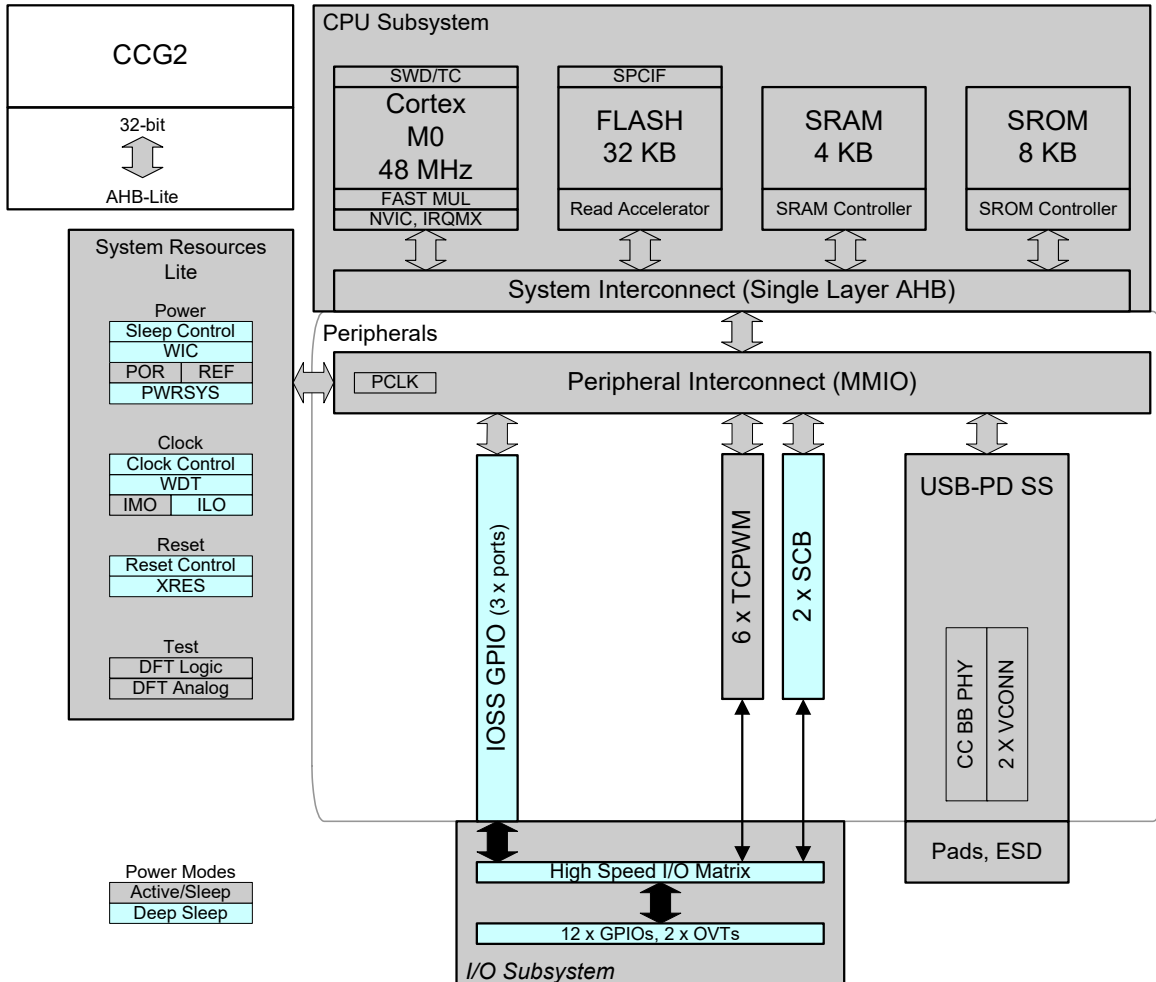 CCG2
32-bit
AHB-Lite
CPU Subsystem
SWD/TC
Cortex
M0
48 MHz
FAST MUL
NVIC, IRQMX
SPCIF
FLASH
32 KB
Read Accelerator
SRAM
4 KB
SRAM Controller
SROM
8 KB
SROM Controller
System Interconnect (Single Layer AHB)
System Resources
Lite
Power
Sleep Control
WIC
POR REF
PWRSYS
Clock
Clock Control
WDT
IMO ILO
Reset
Reset Control
XRES
Test
DFT Logic
DFT Analog
Peripherals
PCLK
Peripheral Interconnect (MMIO)
IOSS GPIO (3 x ports)
6 x TCPWM
2 x SCB
USB-PD SS
CC BB PHY
2 X VCONN
Pads, ESD
High Speed I/O Matrix
12 x GPIOs, 2 x OVTs
I/O Subsystem
Power Modes
Active/Sleep
Deep Sleep